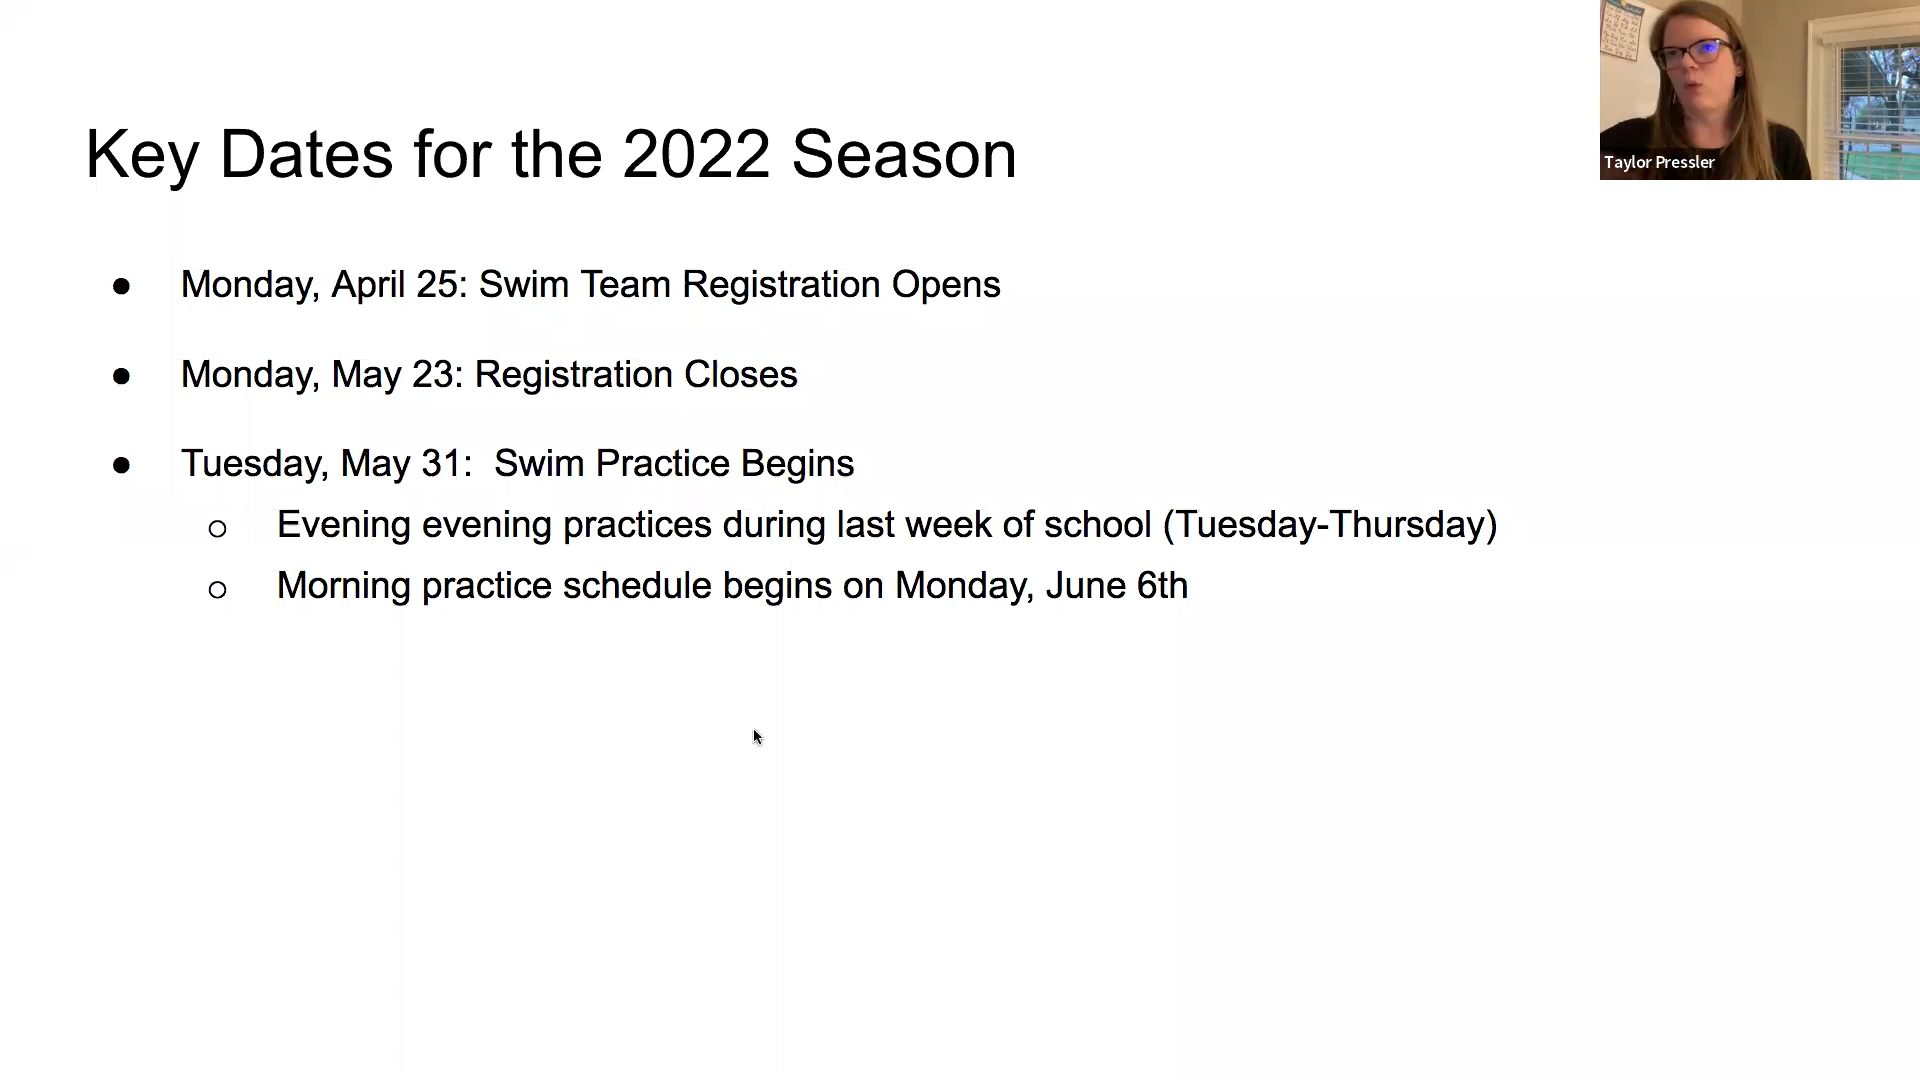 Key Dates for the 2022 Season
Taylor Pressler
● Monday, April 25: Swim Team Registration Opens
● Monday, May 23: Registration Closes
● Tuesday, May 31:  Swim Practice Begins
○ Evening evening practices during last week of school (Tuesday-Thursday)
○ Morning practice schedule begins on Monday, June 6th